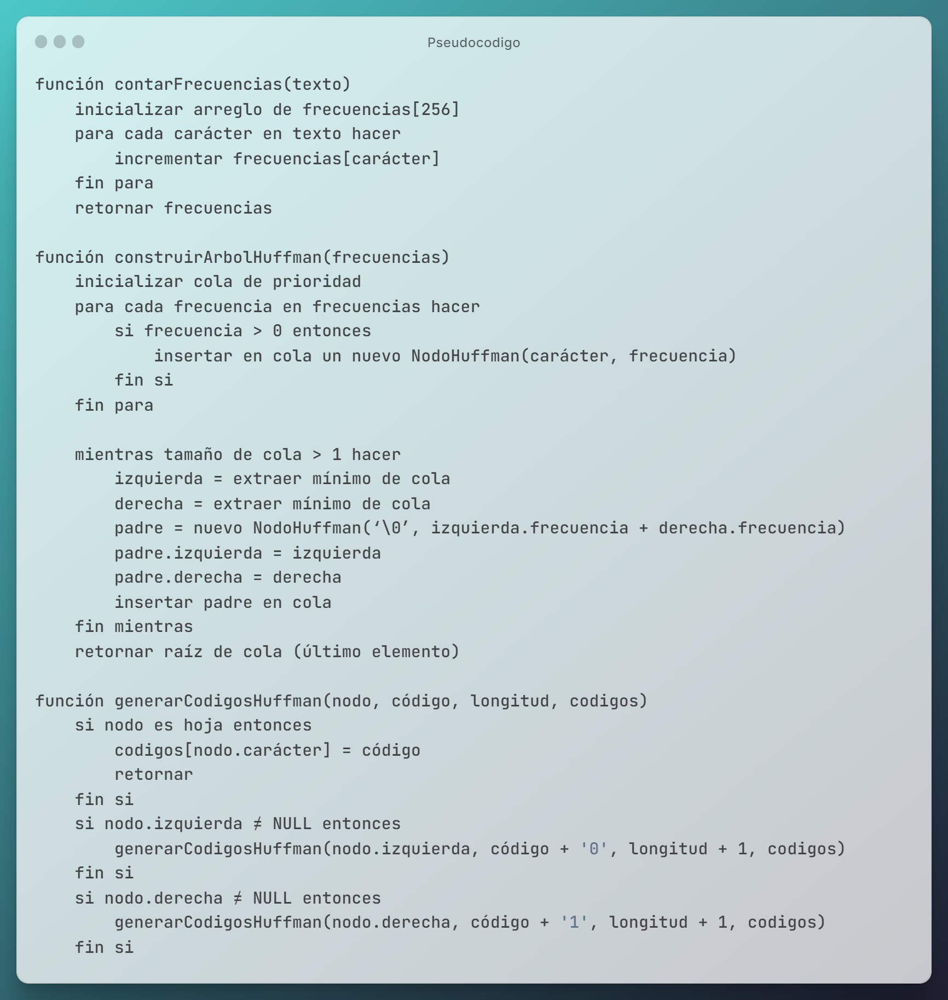 Pseudocodigo
función contarFrecuencias(texto)
    inicializar arreglo de frecuencias[256]
    para cada carácter en texto hacer
        incrementar frecuencias[carácter]
    fin para
    retornar frecuencias

función construirArbolHuffman(frecuencias)
    inicializar cola de prioridad
    para cada frecuencia en frecuencias hacer
        si frecuencia > 0 entonces
            insertar en cola un nuevo NodoHuffman(carácter, frecuencia)
        fin si
    fin para

    mientras tamaño de cola > 1 hacer
        izquierda = extraer mínimo de cola
        derecha = extraer mínimo de cola
        padre = nuevo NodoHuffman(‘\0’, izquierda.frecuencia + derecha.frecuencia)
        padre.izquierda = izquierda
        padre.derecha = derecha
        insertar padre en cola
    fin mientras
    retornar raíz de cola (último elemento)

función generarCodigosHuffman(nodo, código, longitud, codigos)
    si nodo es hoja entonces
        codigos[nodo.carácter] = código
        retornar
    fin si
    si nodo.izquierda ≠ NULL entonces
        generarCodigosHuffman(nodo.izquierda, código + '0', longitud + 1, codigos)
    fin si
    si nodo.derecha ≠ NULL entonces
        generarCodigosHuffman(nodo.derecha, código + '1', longitud + 1, codigos)
    fin si